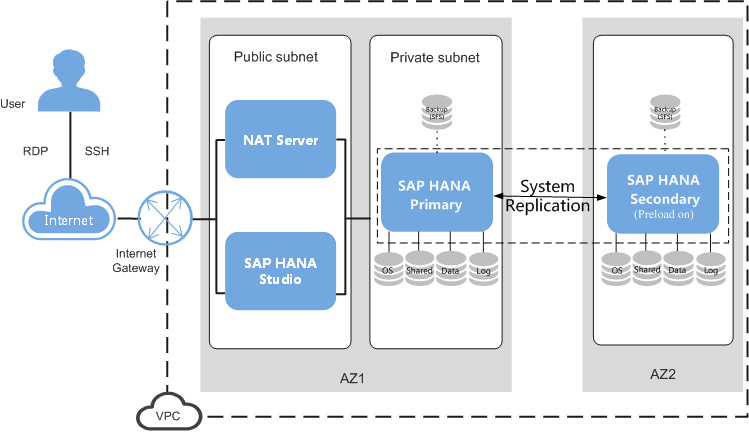 User
RDP
SSH
Internet
Internet
Gateway
VPC
Public subnet
NAT Server
SAP HANA
Studio
Private subnet
Backup
(SFS)
SAP HANA
Primary
OS
Shared
Data
Log
AZ1
System
Replication
Backup
(SFS)
SAP HANA
Secondary
(Preload on)
OS
Shared
Data
Log
AZ2